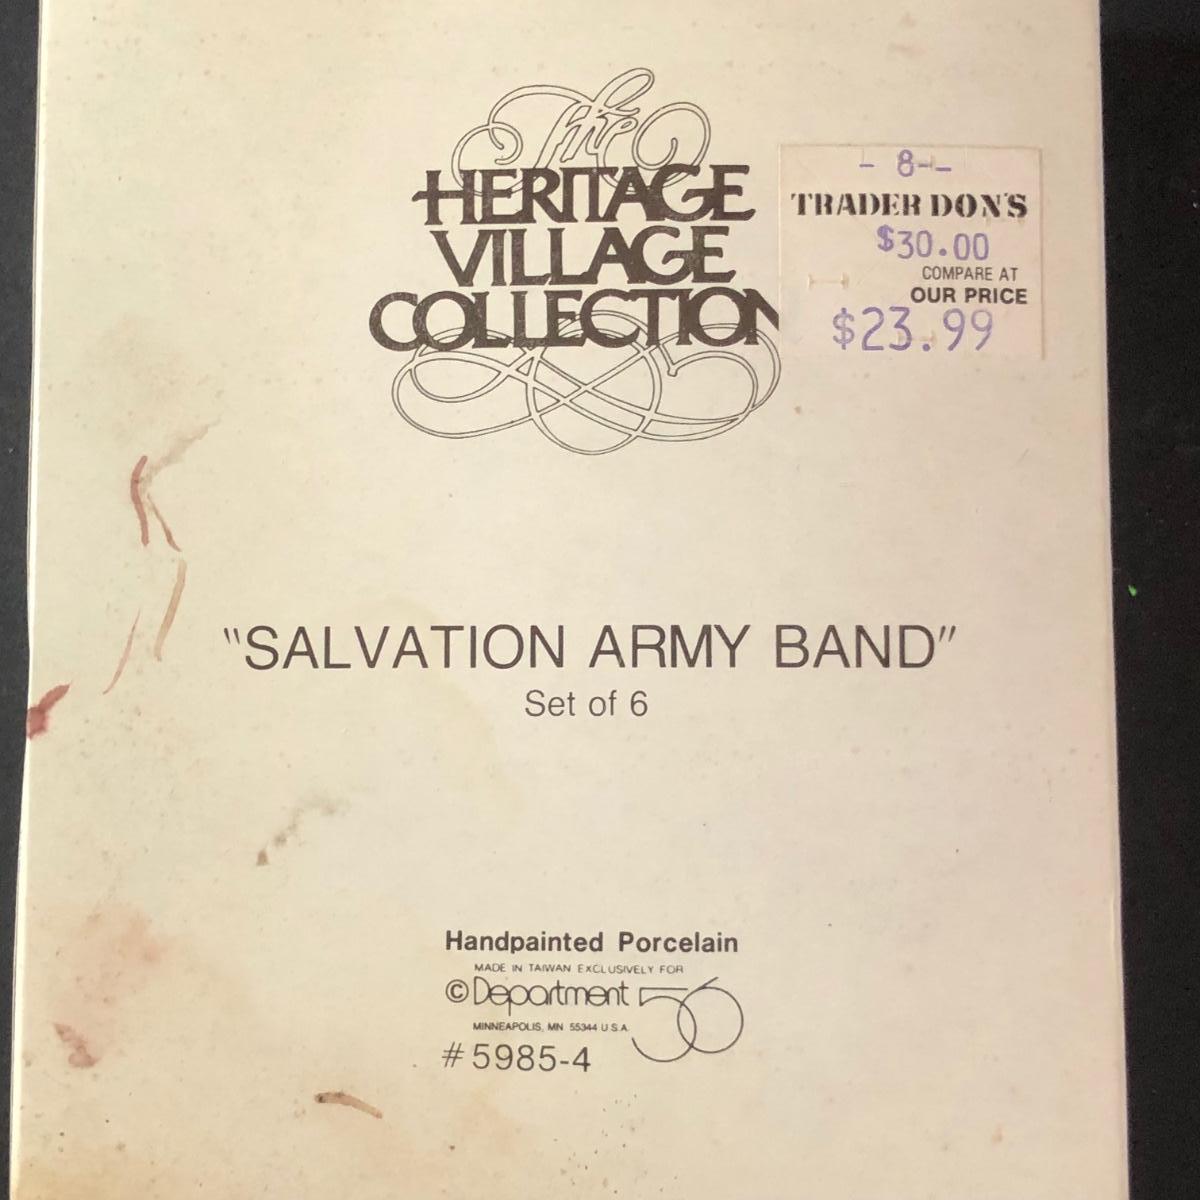 The
HERITAGE
VILLAGE
COLLECTION
- 8--
TRADER DON'S
$30.00
COMPARE AT
OUR PRICE
$23.99
"SALVATION ARMY BAND"
Set of 6
Handpainted Porcelain
MADE IN TAIWAN EXCLUSIVELY FOR
©Department 56
MINNEAPOLIS, MN 55344 U.S.A.
#5985-4